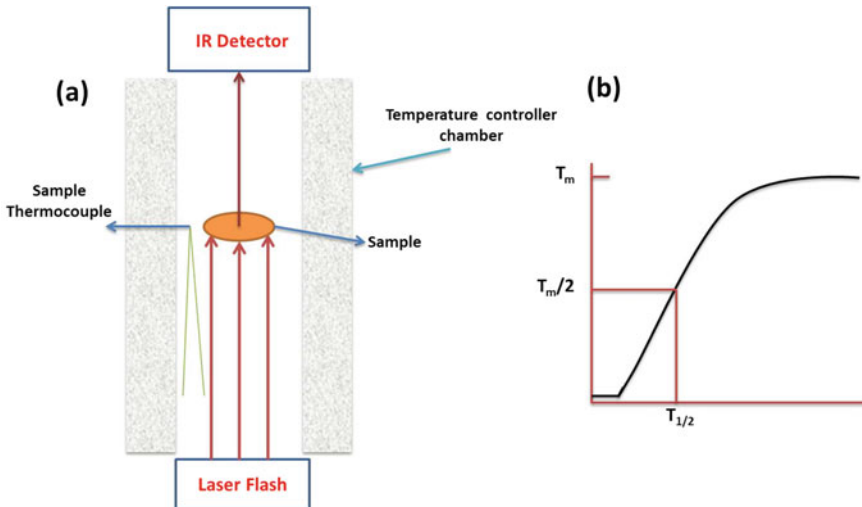 IR Detector
(a)
Temperature controller
chamber
Sample
Thermocouple
Sample
Laser Flash
(b)
Tm
Tm/2
T1/2